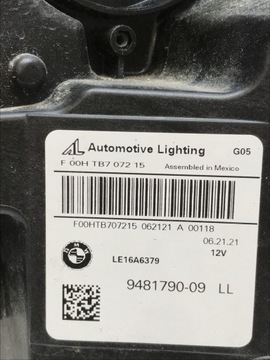 AL Automotive Lighting G05
F 00H TB7 072 15 Assembled in Mexico
F00HTB707215 062121 A 00118
06.21.21
BMW LE16A6379 12V
9481790-09 LL